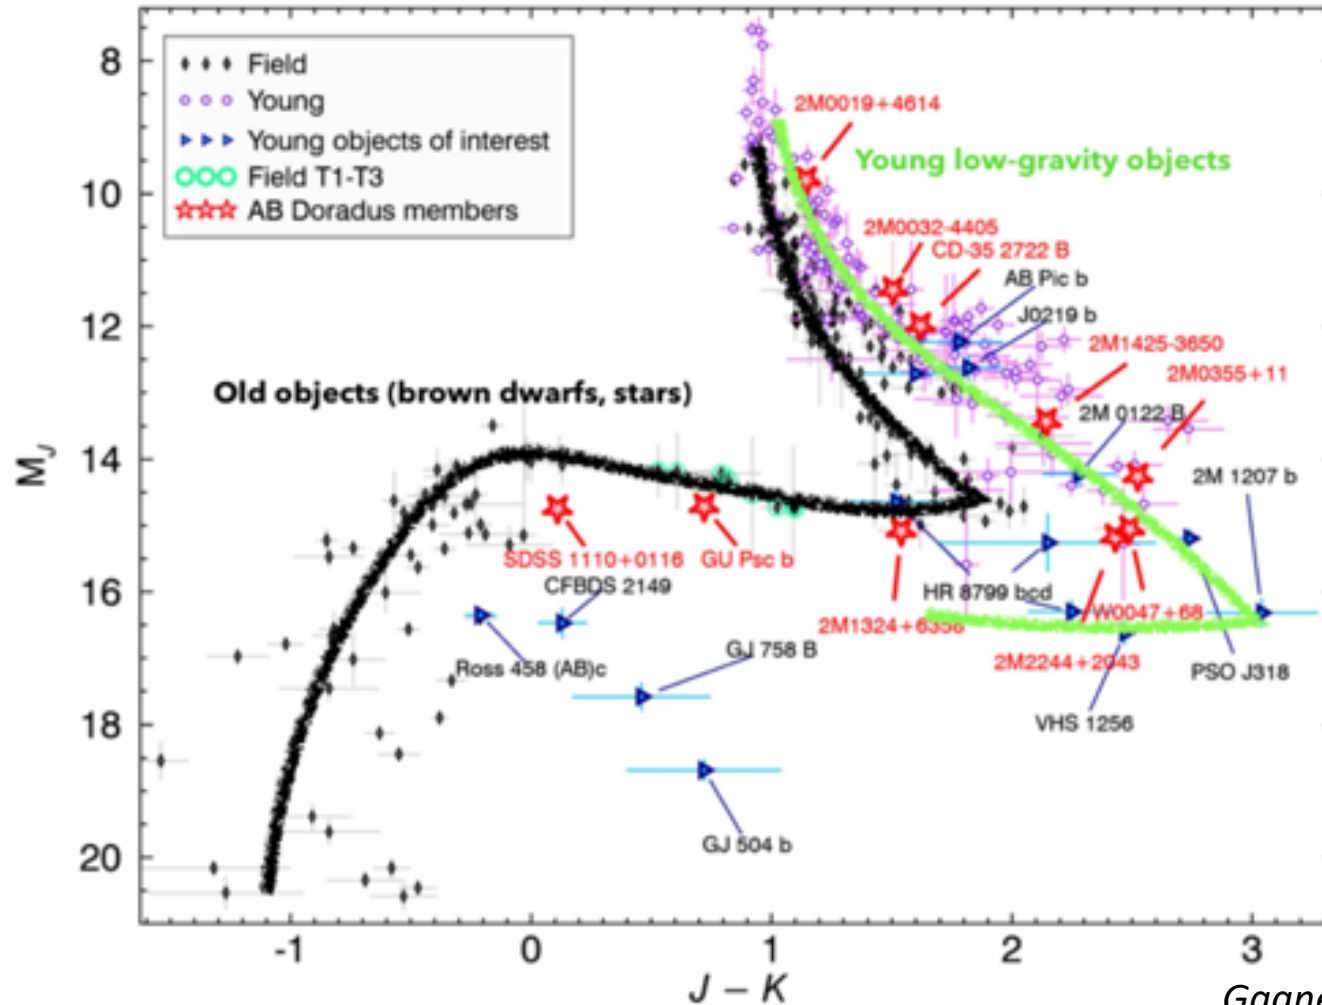 Field
Young
Young objects of interest
Field T1-T3
AB Doradus members
2M0019+4614
Young low-gravity objects
2M0032-4405
CD-35 2722 B
AB Pic b
J0219 b
2M1425-3650
2M0355+11
2M 0122 B
2M 1207 b
Old objects (brown dwarfs, stars)
SDSS 1110+0116
GU Psc b
CFBDS 2149
HR 8799 bcd
W0047+68
2M1324+6358
2M2244+2043
PSO J318
Ross 458 (AB)c
GJ 758 B
VHS 1256
GJ 504 b
M_J
8
10
12
14
16
18
20
-1
0
1
2
3
J − K